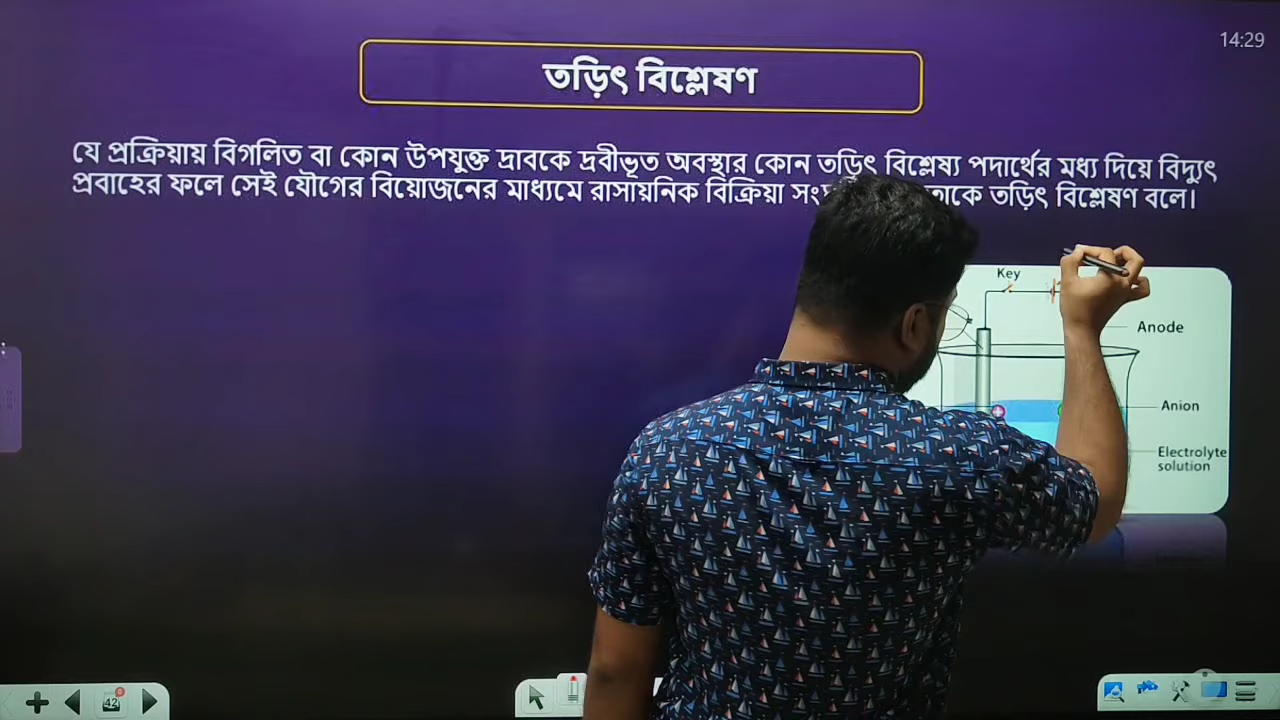 14:29
তড়িৎ বিশ্লেষণ
যে প্রক্রিয়ায় বিগলিত বা কোন উপযুক্ত দ্রাবকে দ্রবীভূত অবস্থার কোন তড়িৎ বিশ্লেষ্য পদার্থের মধ্য দিয়ে বিদ্যুৎ
প্রবাহের ফলে সেই যৌগের বিয়োজনের মাধ্যমে রাসায়নিক বিক্রিয়া তাকে তড়িৎ বিশ্লেষণ বলে।
Key
Anode
Anion
Electrolyte
solution
42